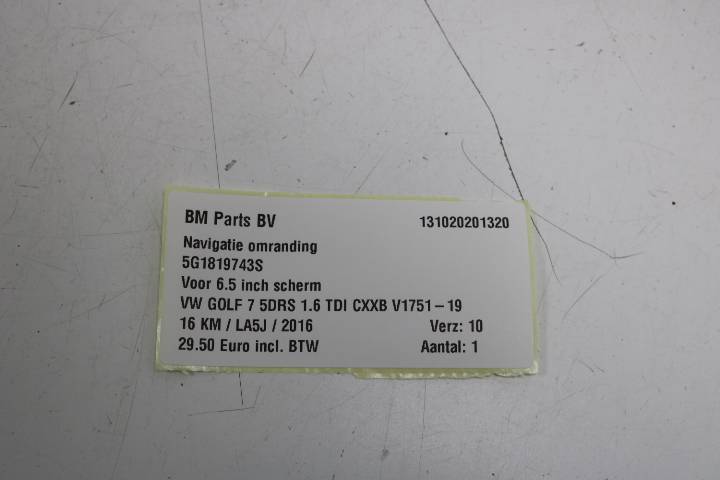 BM Parts BV 131020201320
Navigatie omranding
5G1819743S
Voor 6.5 inch scherm
VW GOLF 7 5DRS 1.6 TDI CXXB V1751-19
16 KM / LA5J / 2016 Verz: 10
29.50 Euro incl. BTW Aantal: 1